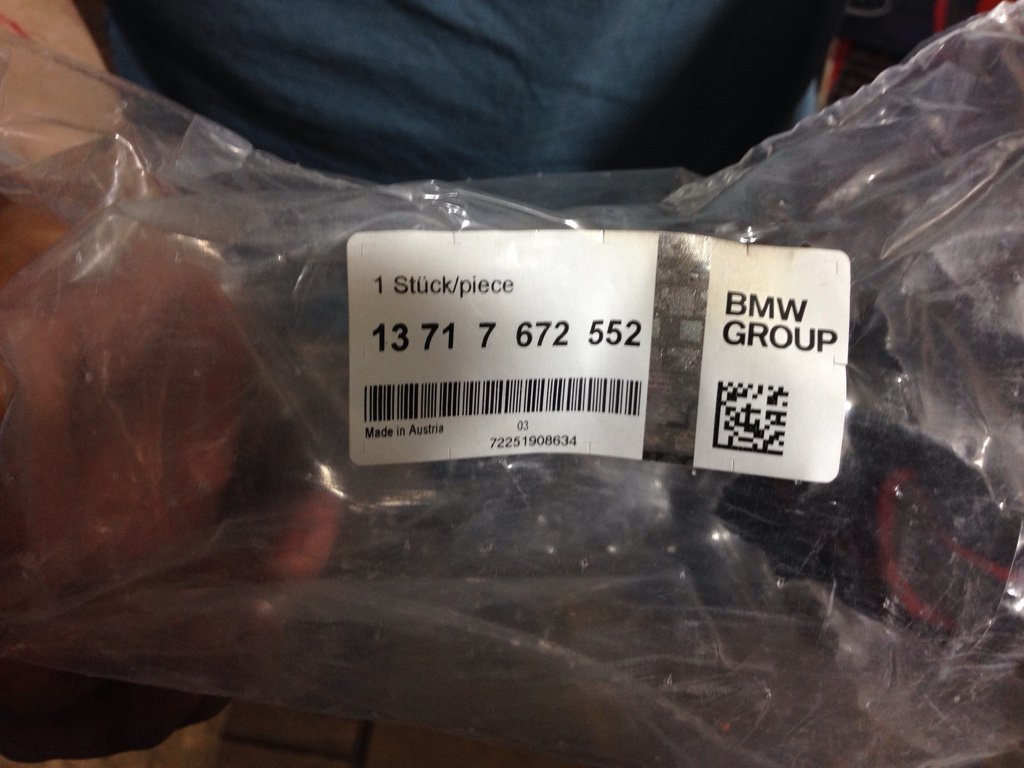 1 Stück/piece
13 71 7 672 552
Made in Austria
03
72251908634
BMW
GROUP